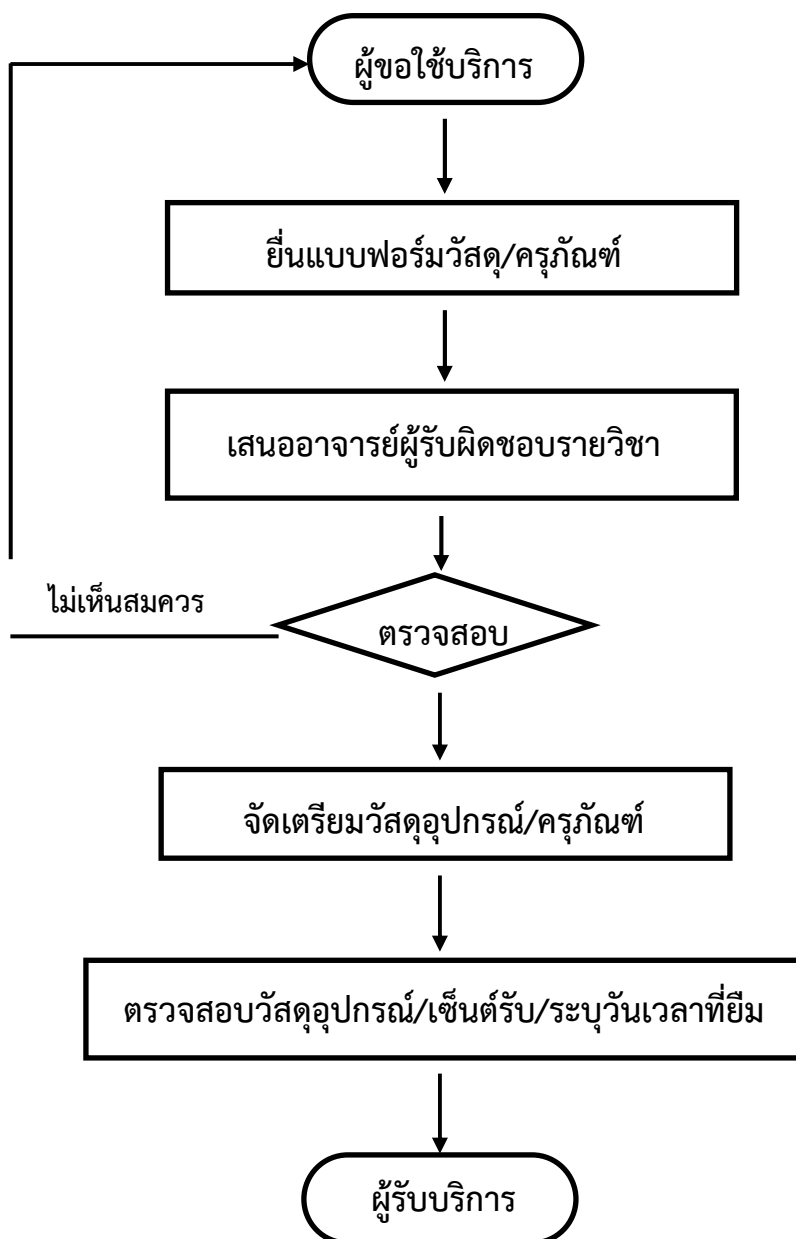 ผู้ขอใช้บริการ
ยื่นแบบฟอร์มวัสดุ/ครุภัณฑ์
เสนออาจารย์ผู้รับผิดชอบรายวิชา
ไม่เห็นสมควร
ตรวจสอบ
จัดเตรียมวัสดุอุปกรณ์/ครุภัณฑ์
ตรวจสอบวัสดุอุปกรณ์/เซ็นต์รับ/ระบุวันเวลาที่ยืม
ผู้รับบริการ